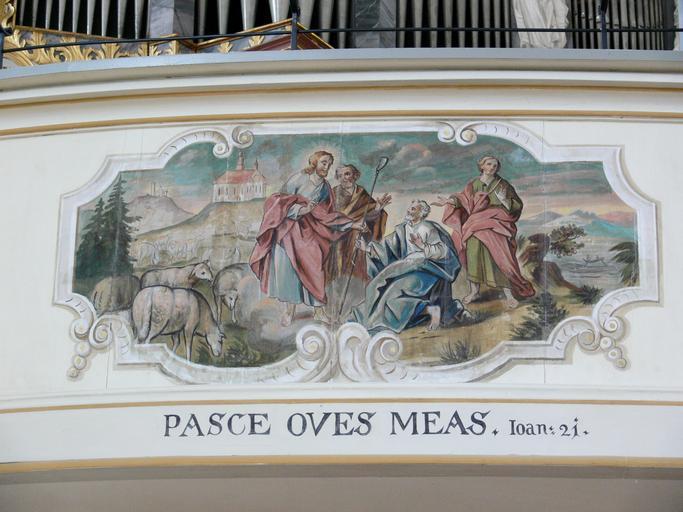 PASCE OVES MEAS. Ioan: 21.